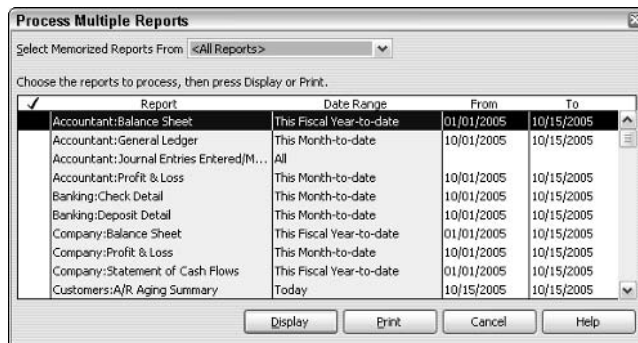 Process Multiple Reports
Select Memorized Reports From <All Reports>
Choose the reports to process, then press Display or Print.
✓ Report Date Range From To
Accountant:Balance Sheet This Fiscal Year-to-date 01/01/2005 10/15/2005
Accountant:General Ledger This Month-to-date 10/01/2005 10/15/2005
Accountant:Journal Entries Entered/M... All
Accountant:Profit & Loss This Month-to-date 10/01/2005 10/15/2005
Banking:Check Detail This Month-to-date 10/01/2005 10/15/2005
Banking:Deposit Detail This Month-to-date 10/01/2005 10/15/2005
Company:Balance Sheet This Fiscal Year-to-date 01/01/2005 10/15/2005
Company:Profit & Loss This Month-to-date 10/01/2005 10/15/2005
Company:Statement of Cash Flows This Fiscal Year-to-date 01/01/2005 10/15/2005
Customers:A/R Aging Summary Today 10/15/2005 10/15/2005
Display Print Cancel Help